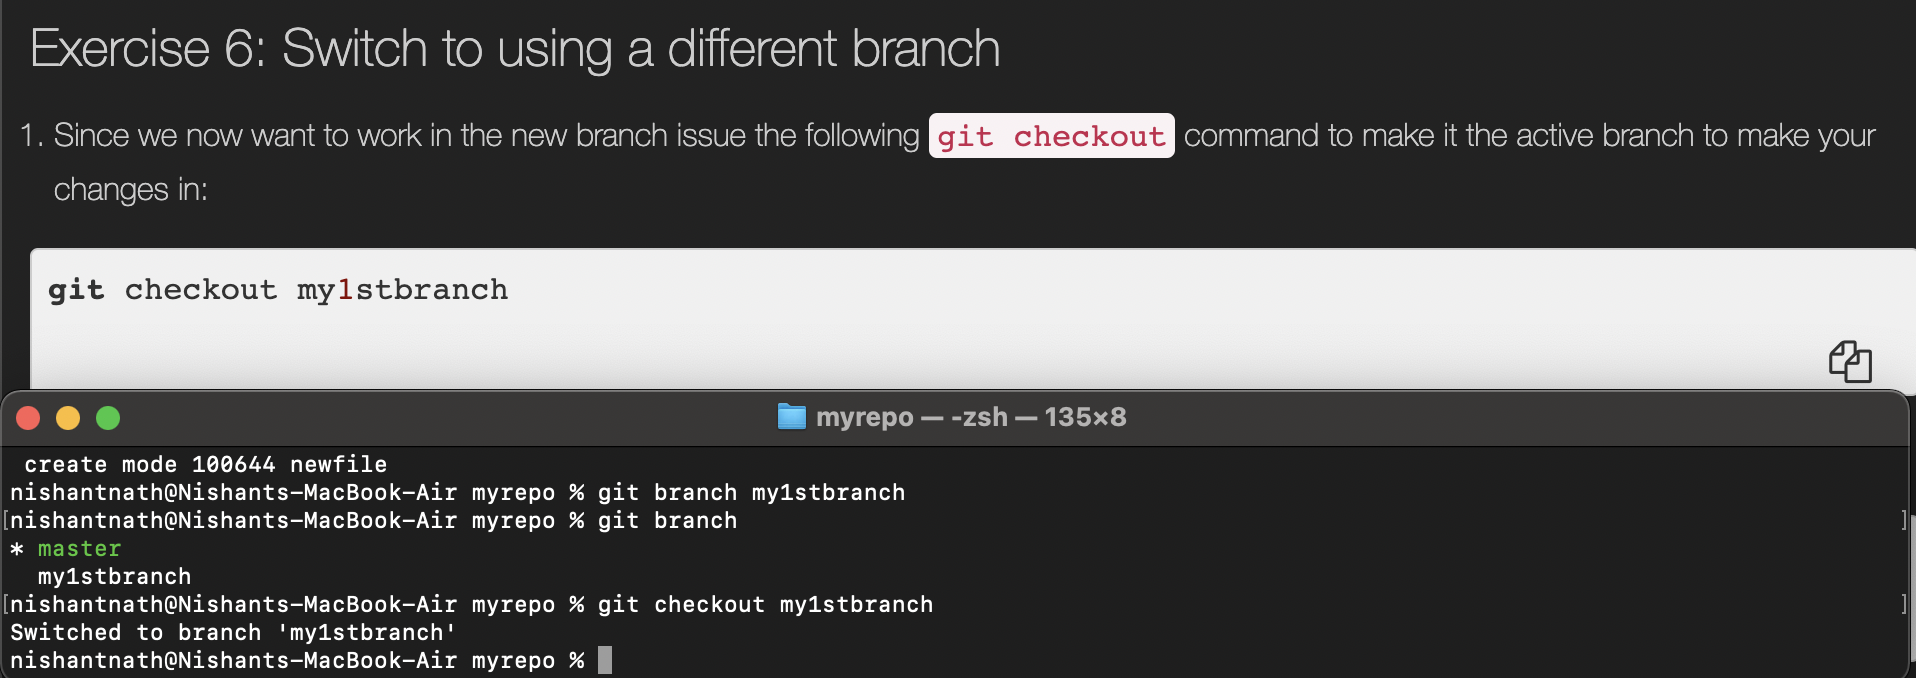 Exercise 6: Switch to using a different branch
1. Since we now want to work in the new branch issue the following git checkout command to make it the active branch to make your
changes in:
git checkout my1stbranch
myrepo — -zsh — 135×8
create mode 100644 newfile
nishantnath@Nishants-MacBook-Air myrepo % git branch my1stbranch
[nishantnath@Nishants-MacBook-Air myrepo % git branch ]
* master
my1stbranch
[nishantnath@Nishants-MacBook-Air myrepo % git checkout my1stbranch ]
Switched to branch 'my1stbranch'
nishantnath@Nishants-MacBook-Air myrepo %